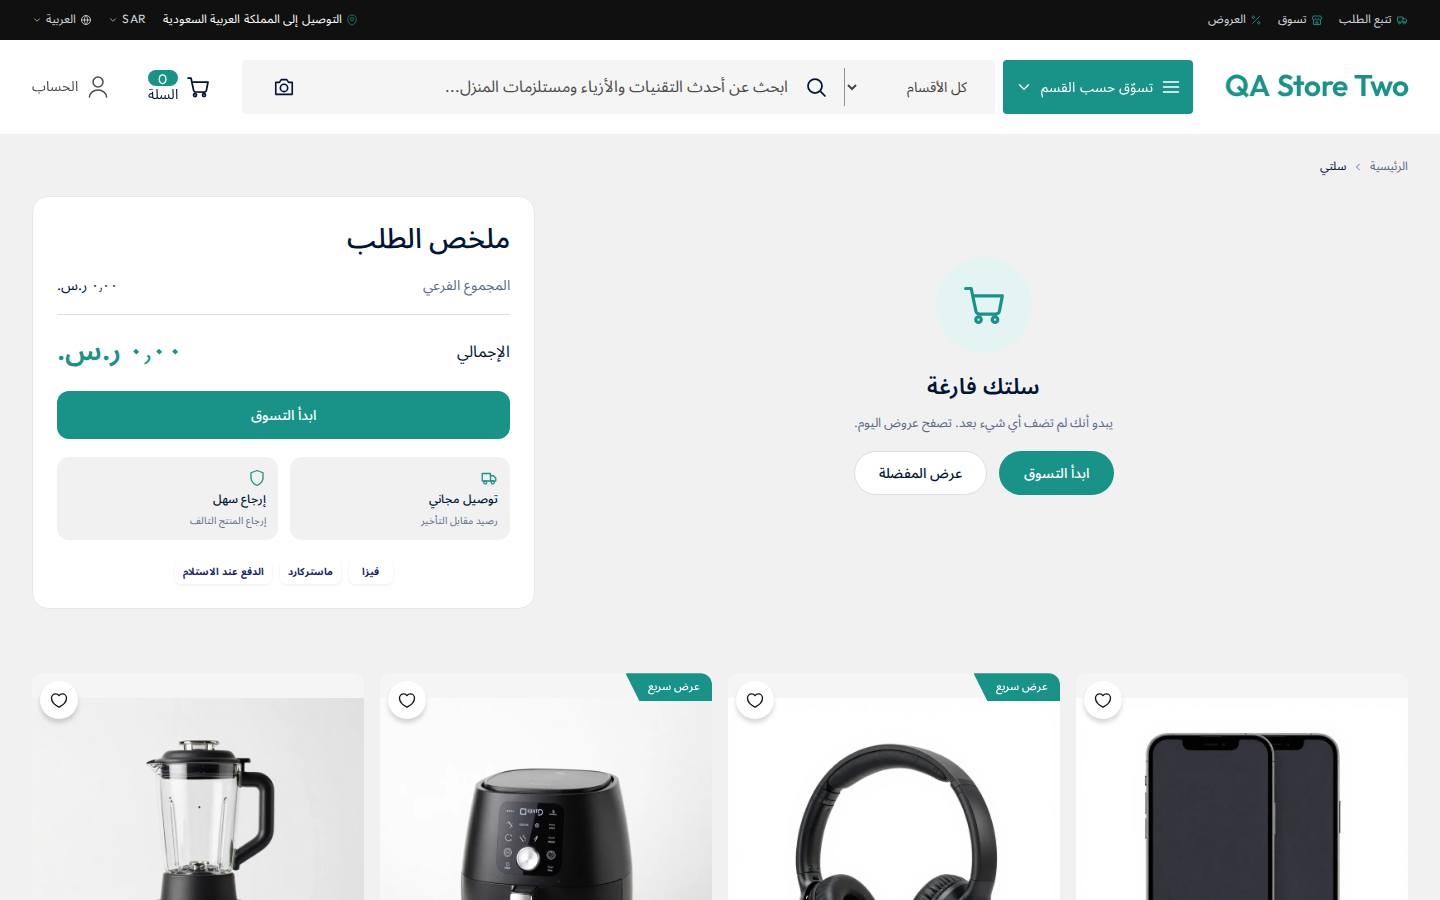 تتبع الطلب
تسوق
العروض
التوصيل إلى المملكة العربية السعودية
SAR
العربية
QA Store Two
تسوّق حسب القسم
كل الأقسام
ابحث عن أحدث التقنيات والأزياء ومستلزمات المنزل...
0
السلة
الحساب
الرئيسية
سلتي
سلتك فارغة
يبدو أنك لم تضف أي شيء بعد. تصفح عروض اليوم.
ابدأ التسوق
عرض المفضلة
ملخص الطلب
المجموع الفرعي
٠٫٠٠ ر.س.
الإجمالي
٠٫٠٠ ر.س.
ابدأ التسوق
توصيل مجاني
رصيد مقابل التأخير
إرجاع سهل
إرجاع المنتج التالف
فيزا
ماستركارد
الدفع عند الاستلام
عرض سريع
عرض سريع